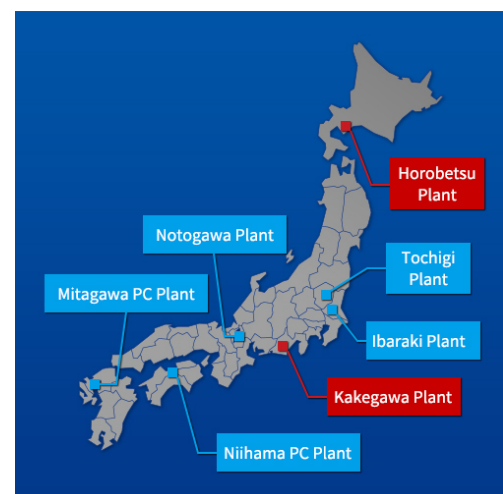 Horobetsu
Plant
Notogawa Plant
Tochigi
Plant
Mitagawa PC Plant
Ibaraki Plant
Kakegawa Plant
Niihama PC Plant